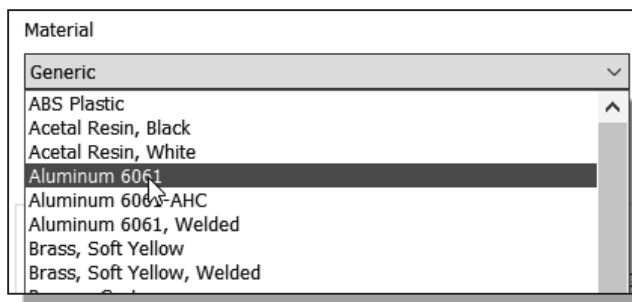 Material
Generic
ABS Plastic
Acetal Resin, Black
Acetal Resin, White
Aluminum 6061
Aluminum 6061-AHC
Aluminum 6061, Welded
Brass, Soft Yellow
Brass, Soft Yellow, Welded